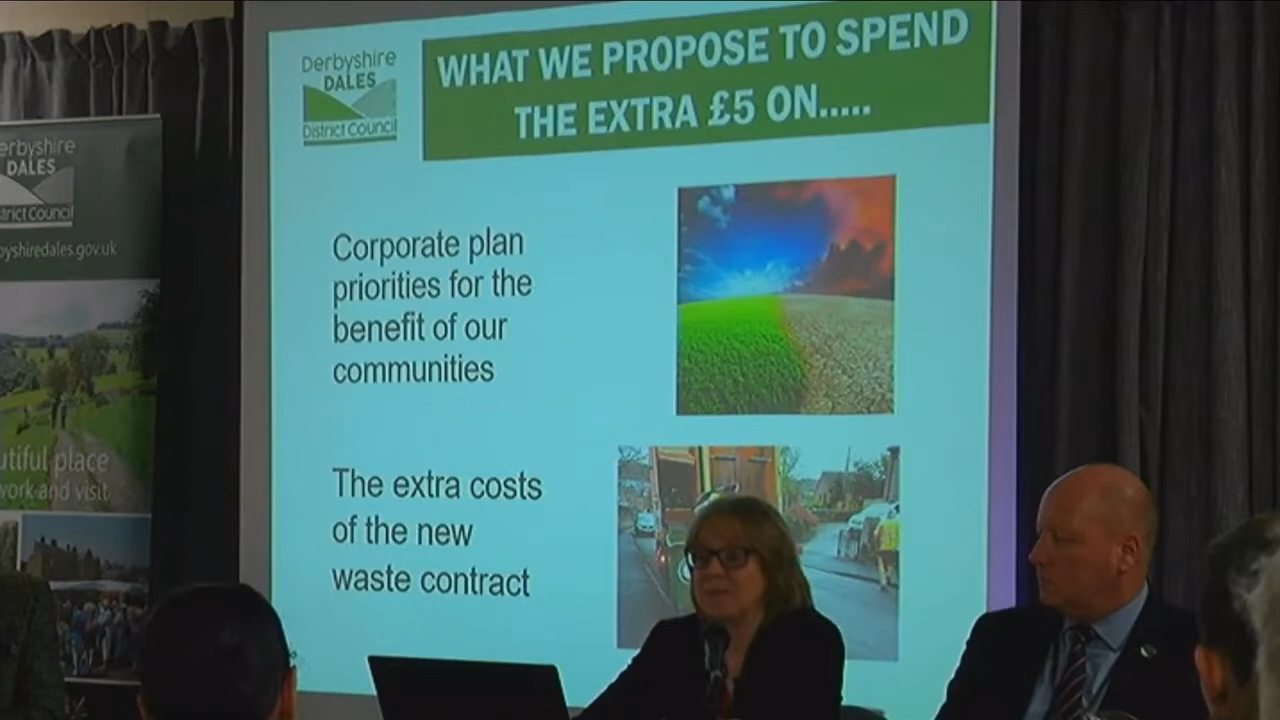 Derbyshire
DALES
District Council
WHAT WE PROPOSE TO SPEND
THE EXTRA £5 ON.....
Corporate plan
priorities for the
benefit of our
communities
The extra costs
of the new
waste contract
erbyshire
DALES
strict Council
byshiredales.gov.uk
utiful place
work and visit